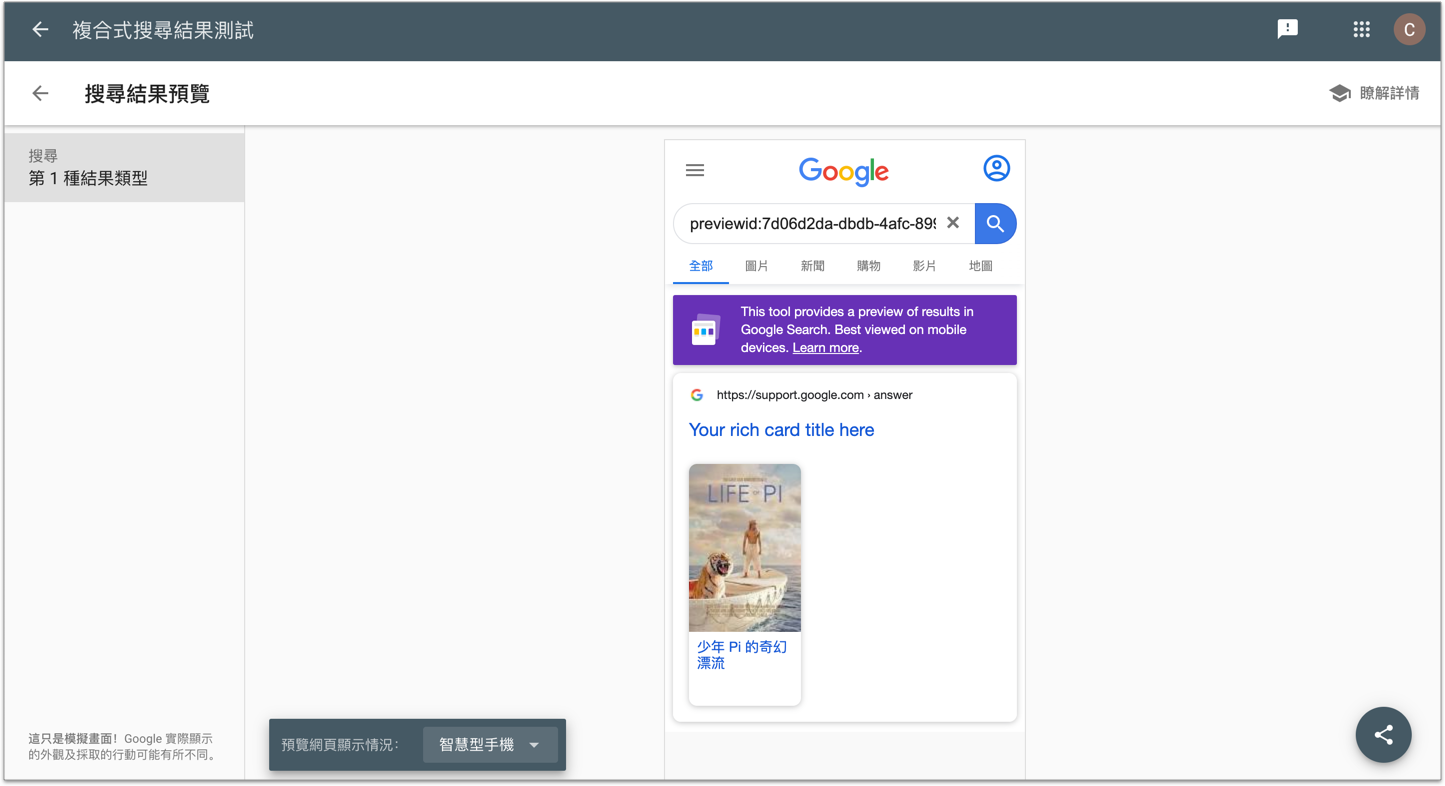 複合式搜尋結果測試
C
搜尋結果預覽
瞭解詳情
搜尋
第 1 種結果類型
Google
previewid:7d06d2da-dbdb-4afc-899
全部
圖片
新聞
購物
影片
地圖
This tool provides a preview of results in
Google Search. Best viewed on mobile
devices. Learn more.
https://support.google.com › answer
Your rich card title here
LIFE OF PI
少年 Pi 的奇幻
漂流
這只是模擬畫面！Google 實際顯示
的外觀及採取的行動可能有所不同。
預覽網頁顯示情況：
智慧型手機